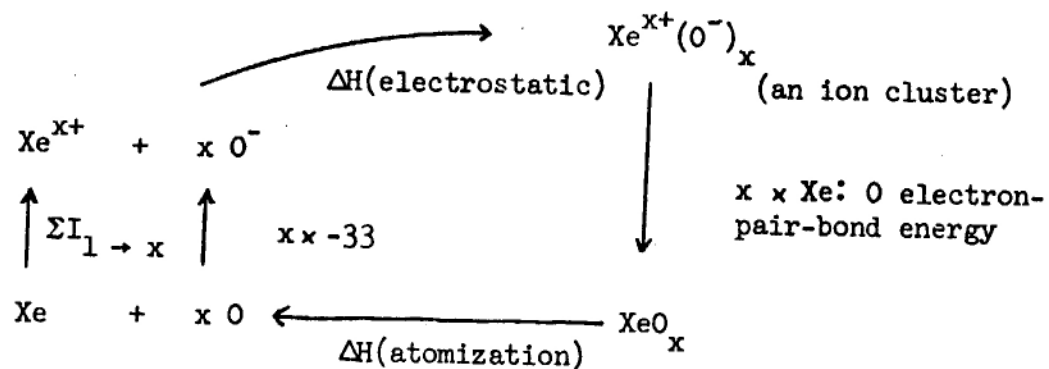 Xe^x+ (O^-)_x
ΔH(electrostatic)
(an ion cluster)
Xe^x+ + x O^-
ΣI_1 → x
x × -33
x × Xe: O electron-
pair-bond energy
Xe + x O
XeO_x
ΔH(atomization)